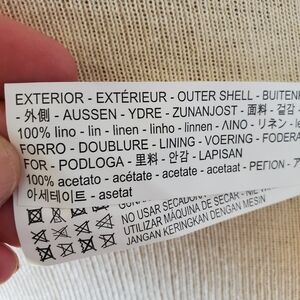 EXTERIOR - EXTÉRIEUR - OUTER SHELL -
- 外側 - AUSSEN - YDRE - ZUNANJOST - 面料 - 겉감 -
100% lino - lin - linen - linho - linnen - ΛΙΝΟ - リネン -
FORRO - DOUBLURE - LINING - VOERING - FODERA
FOR - PODLOGA - 里料 - 안감 - LAPISAN
100% acetato - acétate - acetate - acetaat -
아세테이트 - asetat
NO USAR SECADORA
UTILIZAR MÁQUINA DE SECAR -
JANGAN KERINGKAN DENGAN MESIN